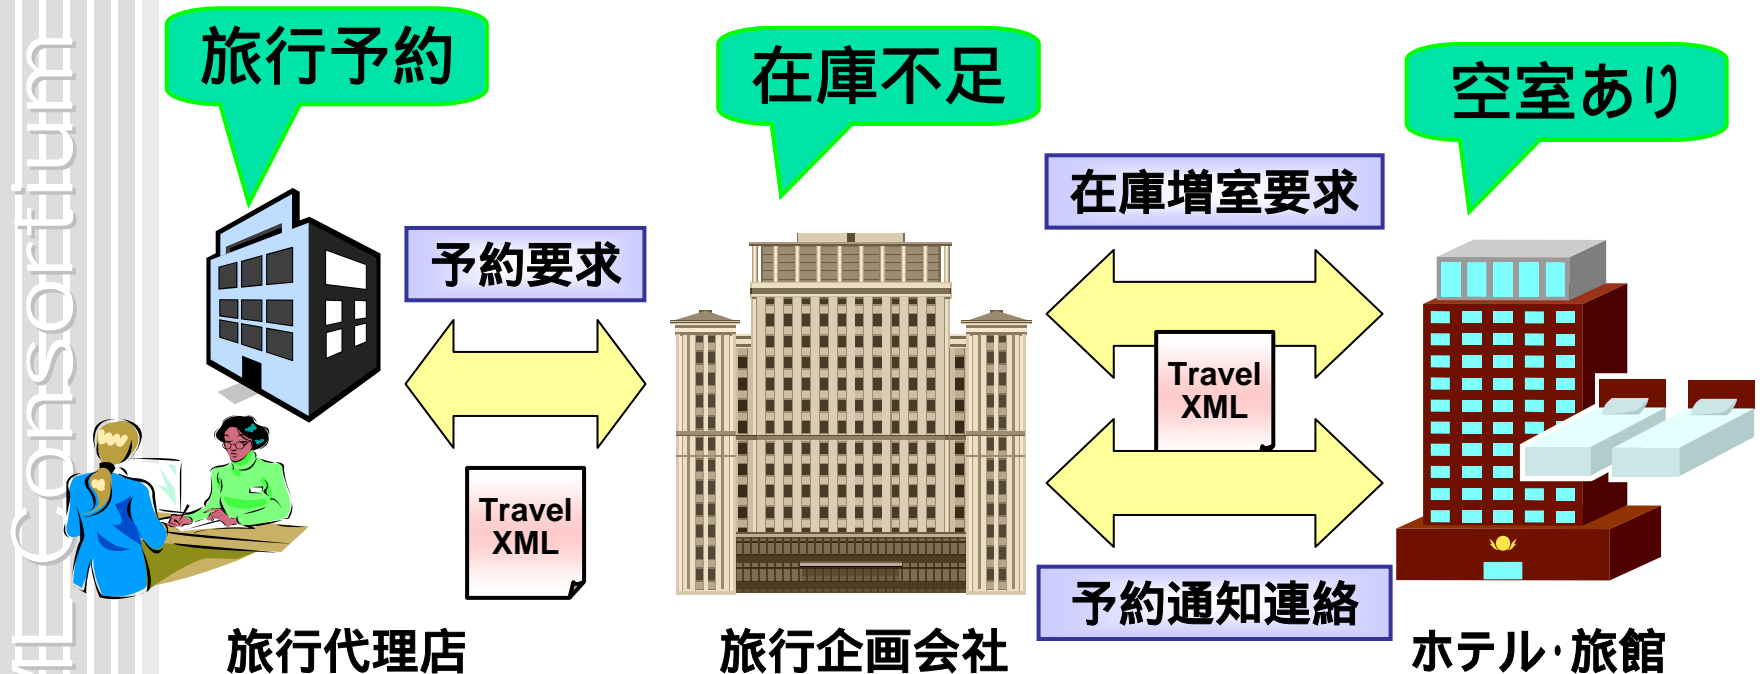 旅行予約
在庫不足
空室あり
在庫増室要求
予約要求
Travel
XML
Travel
XML
予約通知連絡
旅行代理店
旅行企画会社
ホテル・旅館
ML Consortium